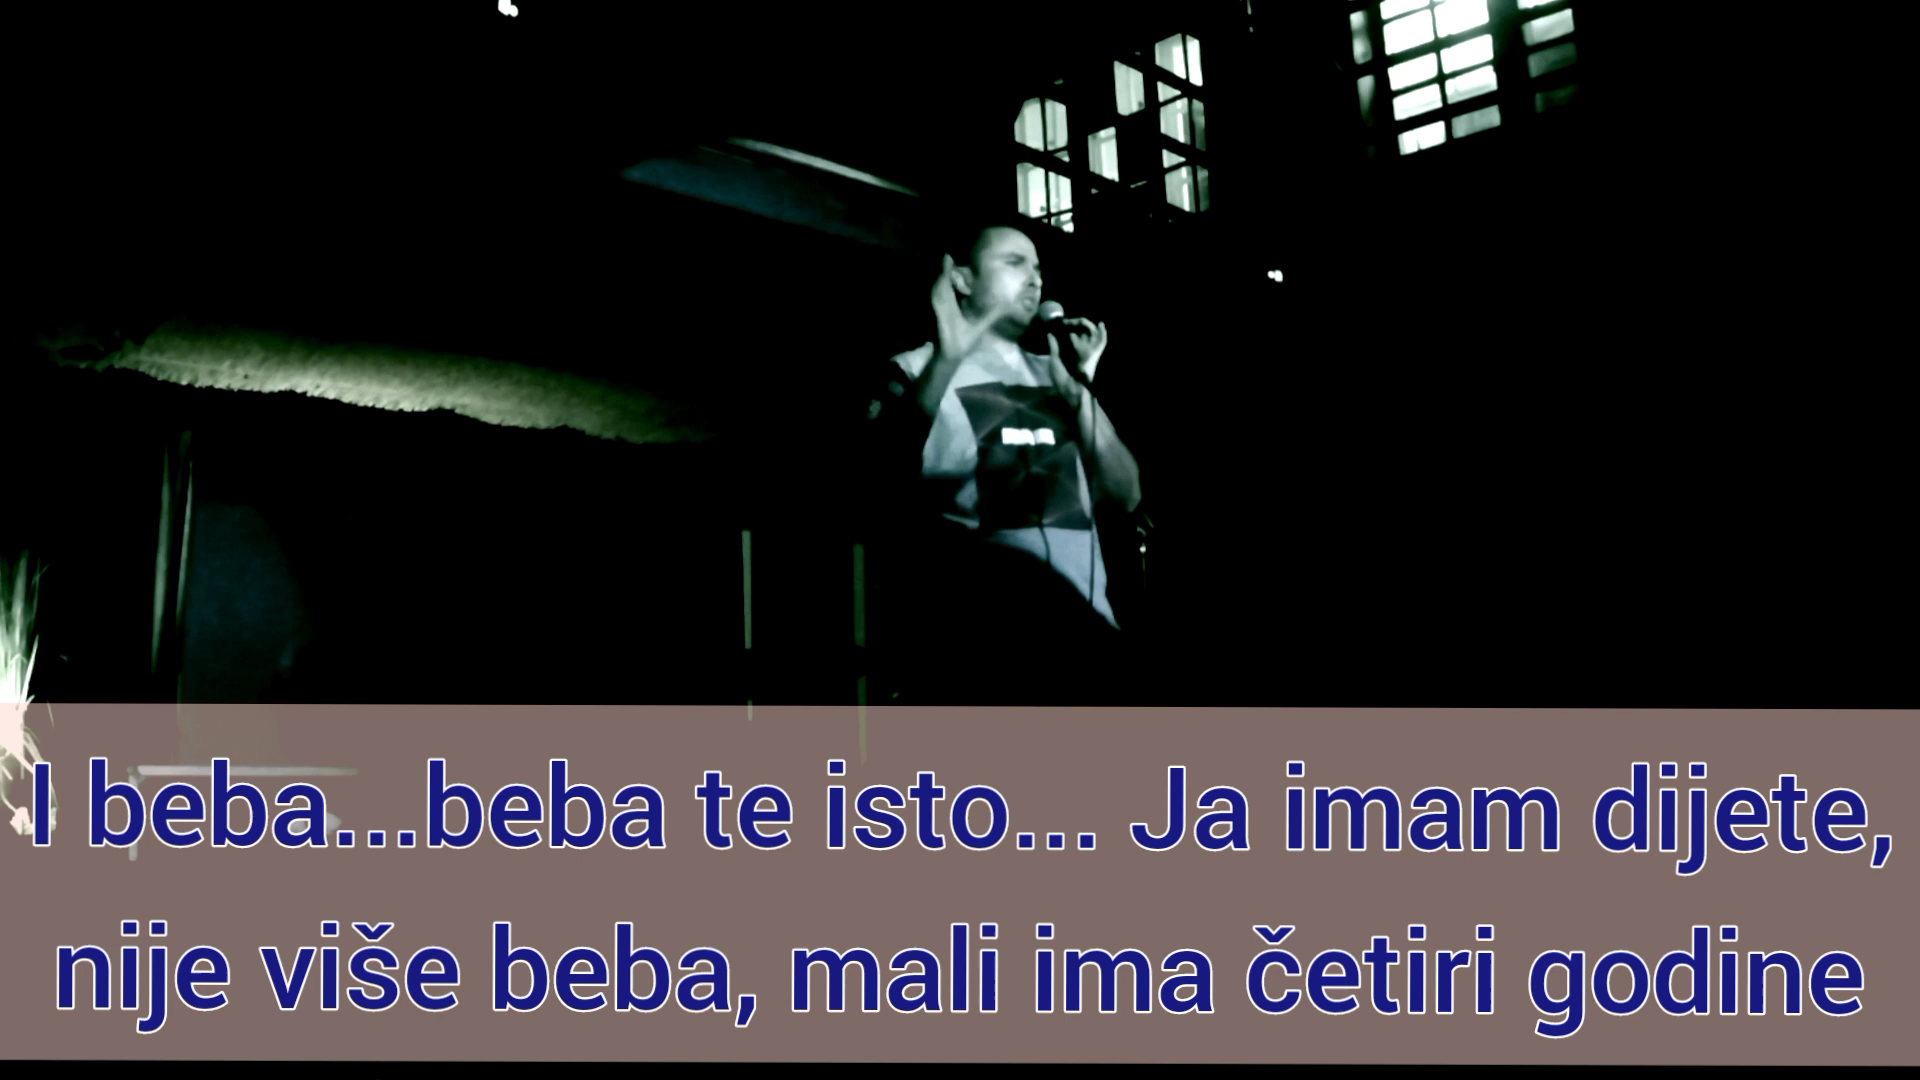 I beba...beba te isto... Ja imam dijete,
nije više beba, mali ima četiri godine